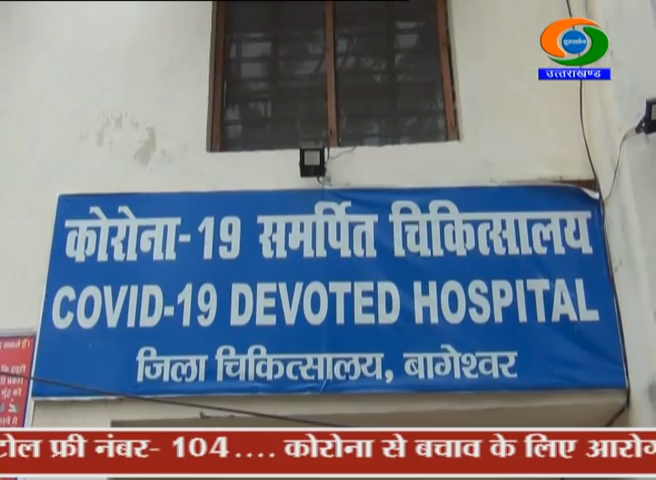 उत्तराखण्ड
कोरोना-19 समर्पित चिकित्सालय
COVID-19 DEVOTED HOSPITAL
जिला चिकित्सालय, बागेश्वर
टोल फ्री नंबर- 104.... कोरोना से बचाव के लिए